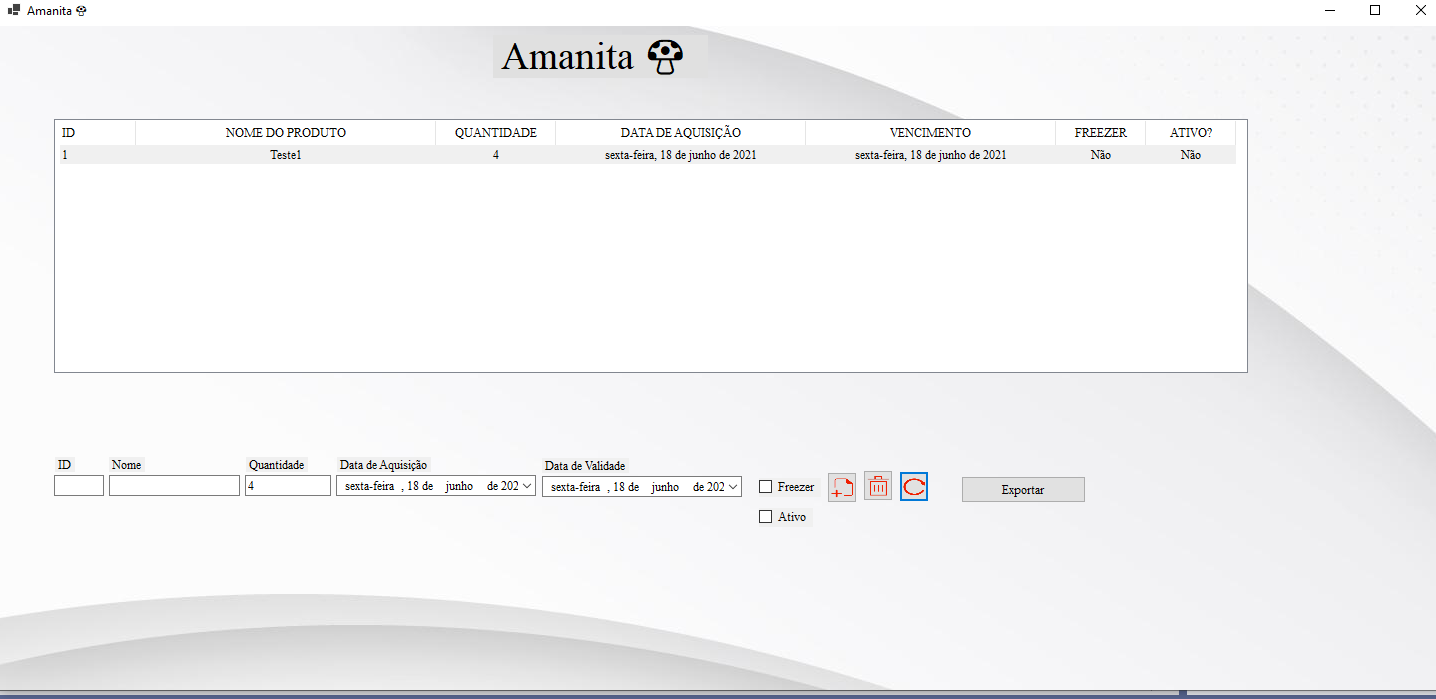 Amanita
Amanita
ID NOME DO PRODUTO QUANTIDADE DATA DE AQUISIÇÃO VENCIMENTO FREEZER ATIVO?
1 Teste1 4 sexta-feira, 18 de junho de 2021 sexta-feira, 18 de junho de 2021 Não Não
ID Nome Quantidade Data de Aquisição Data de Validade
4 sexta-feira , 18 de junho de 202 sexta-feira , 18 de junho de 202 Freezer Exportar
Ativo